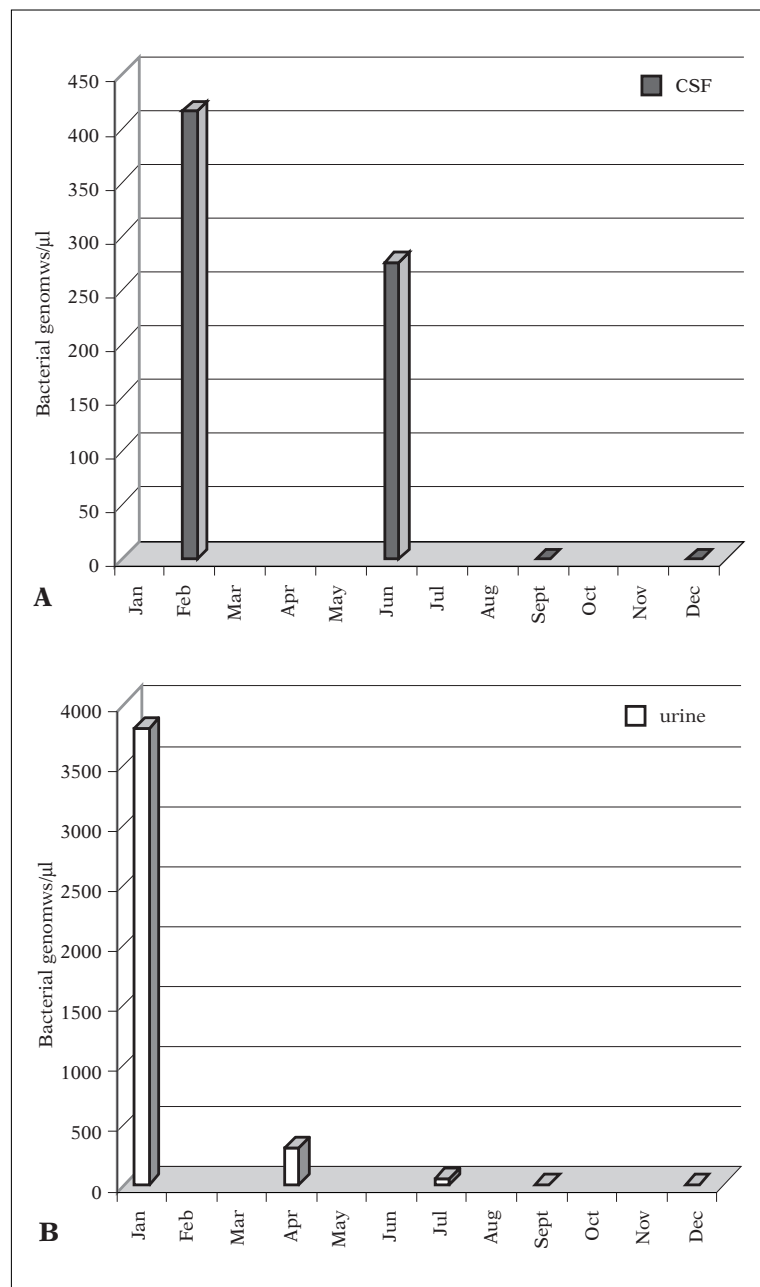 450
400
350
300
250
200
150
100
50
0
Bacterial genomws/µl
CSF
Jan
Feb
Mar
Apr
May
Jun
Jul
Aug
Sept
Oct
Nov
Dec
A
4000
3500
3000
2500
2000
1500
1000
500
0
Bacterial genomws/µl
urine
Jan
Feb
Mar
Apr
May
Jun
Jul
Aug
Sept
Oct
Nov
Dec
B